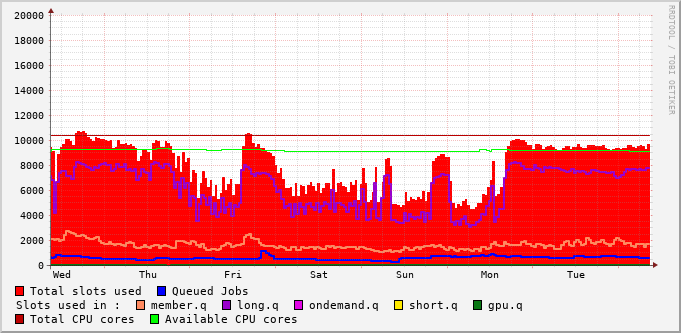 20000
18000
16000
14000
12000
10000
8000
6000
4000
2000
0
Wed Thu Fri Sat Sun Mon Tue
Total slots used Queued Jobs
Slots used in : member.q long.q ondemand.q short.q gpu.q
Total CPU cores Available CPU cores
RRDTOOL / TOBI OETIKER